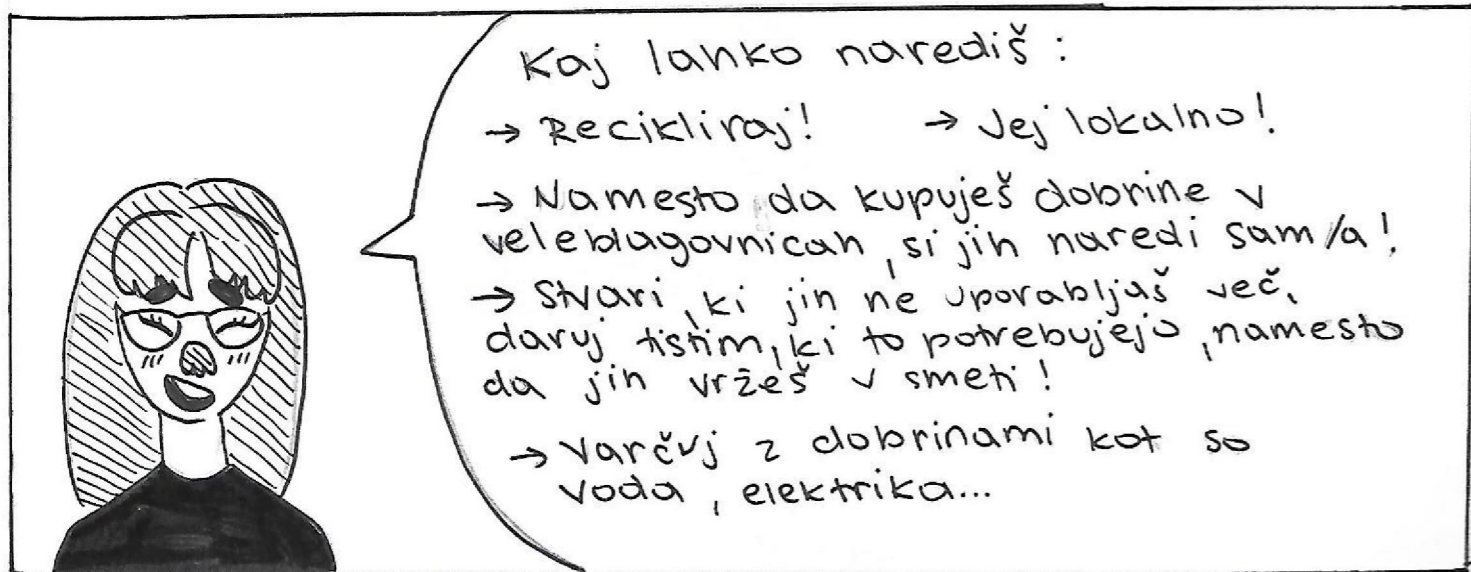 Kaj lahko narediš :
→ Recikliraj! → Jej lokalno!
→ Namesto da kupuješ dobrine v
veleblagovnicah, si jih naredi sam/a!
→ Stvari, ki jih ne uporabljaš več,
daruj tistim, ki to potrebujejo, namesto
da jih vržeš v smeti!
→ Varčuj z dobrinami kot so
voda, elektrika...